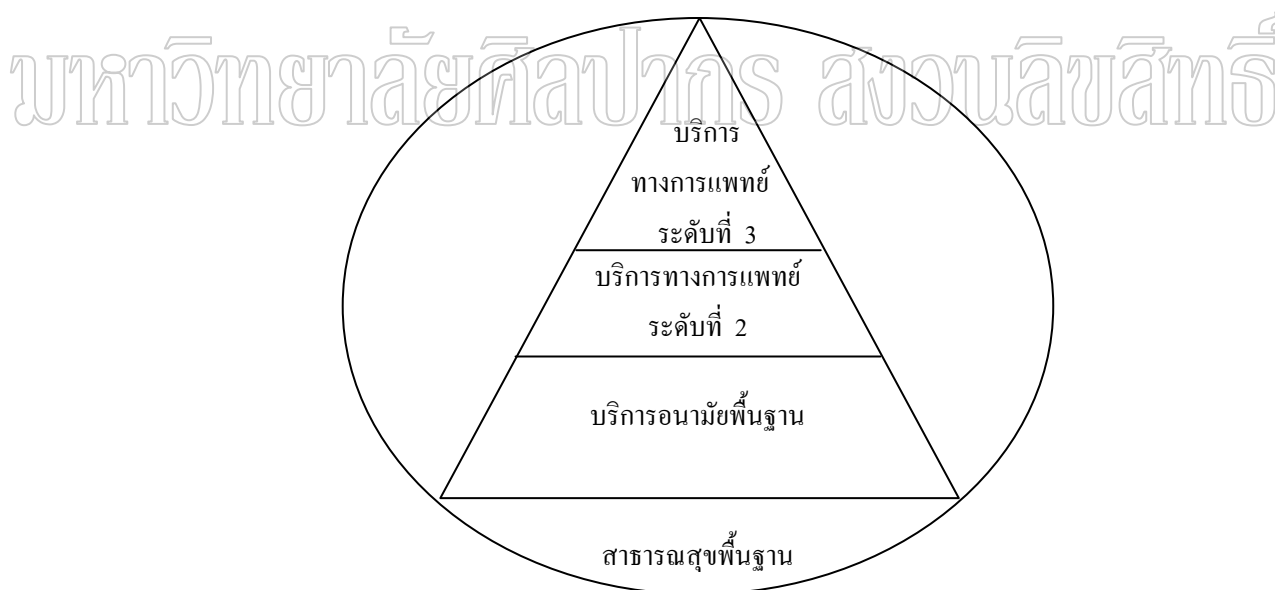 มหาวิทยาลัยศิลปากร สงวนลิขสิทธิ์
บริการ
ทางการแพทย์
ระดับที่ 3
บริการทางการแพทย์
ระดับที่ 2
บริการอนามัยพื้นฐาน
สาธารณสุขพื้นฐาน